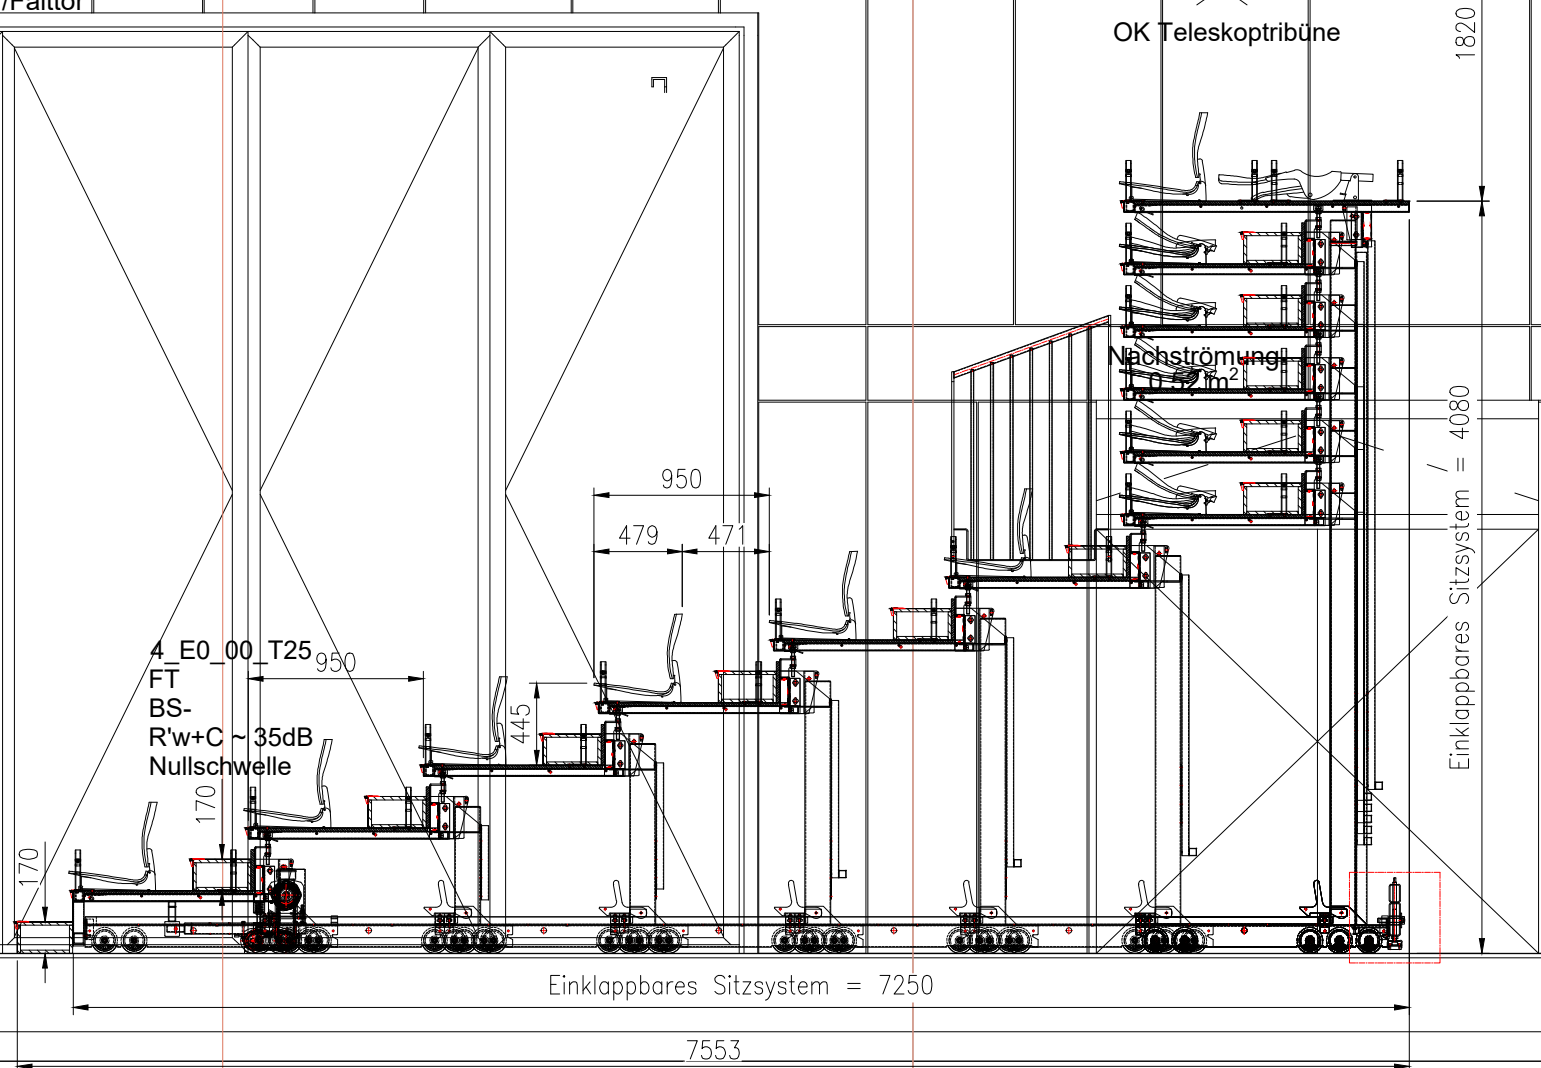 /Falttor
OK Teleskoptribüne
1820
Nachströmung
0.52 m²
Einklappbares Sitzsystem = 4080
950
479
471
445
4_E0_00_T25
FT
BS-
R'w+C ~ 35dB
Nullschwelle
950
170
170
Einklappbares Sitzsystem = 7250
7553